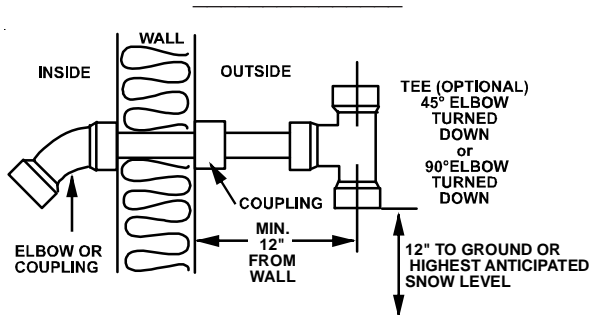 WALL
INSIDE
OUTSIDE
TEE (OPTIONAL)
45° ELBOW
TURNED
DOWN
or
90°ELBOW
TURNED
DOWN
COUPLING
MIN.
12"
FROM
WALL
ELBOW OR
COUPLING
12" TO GROUND OR
HIGHEST ANTICIPATED
SNOW LEVEL